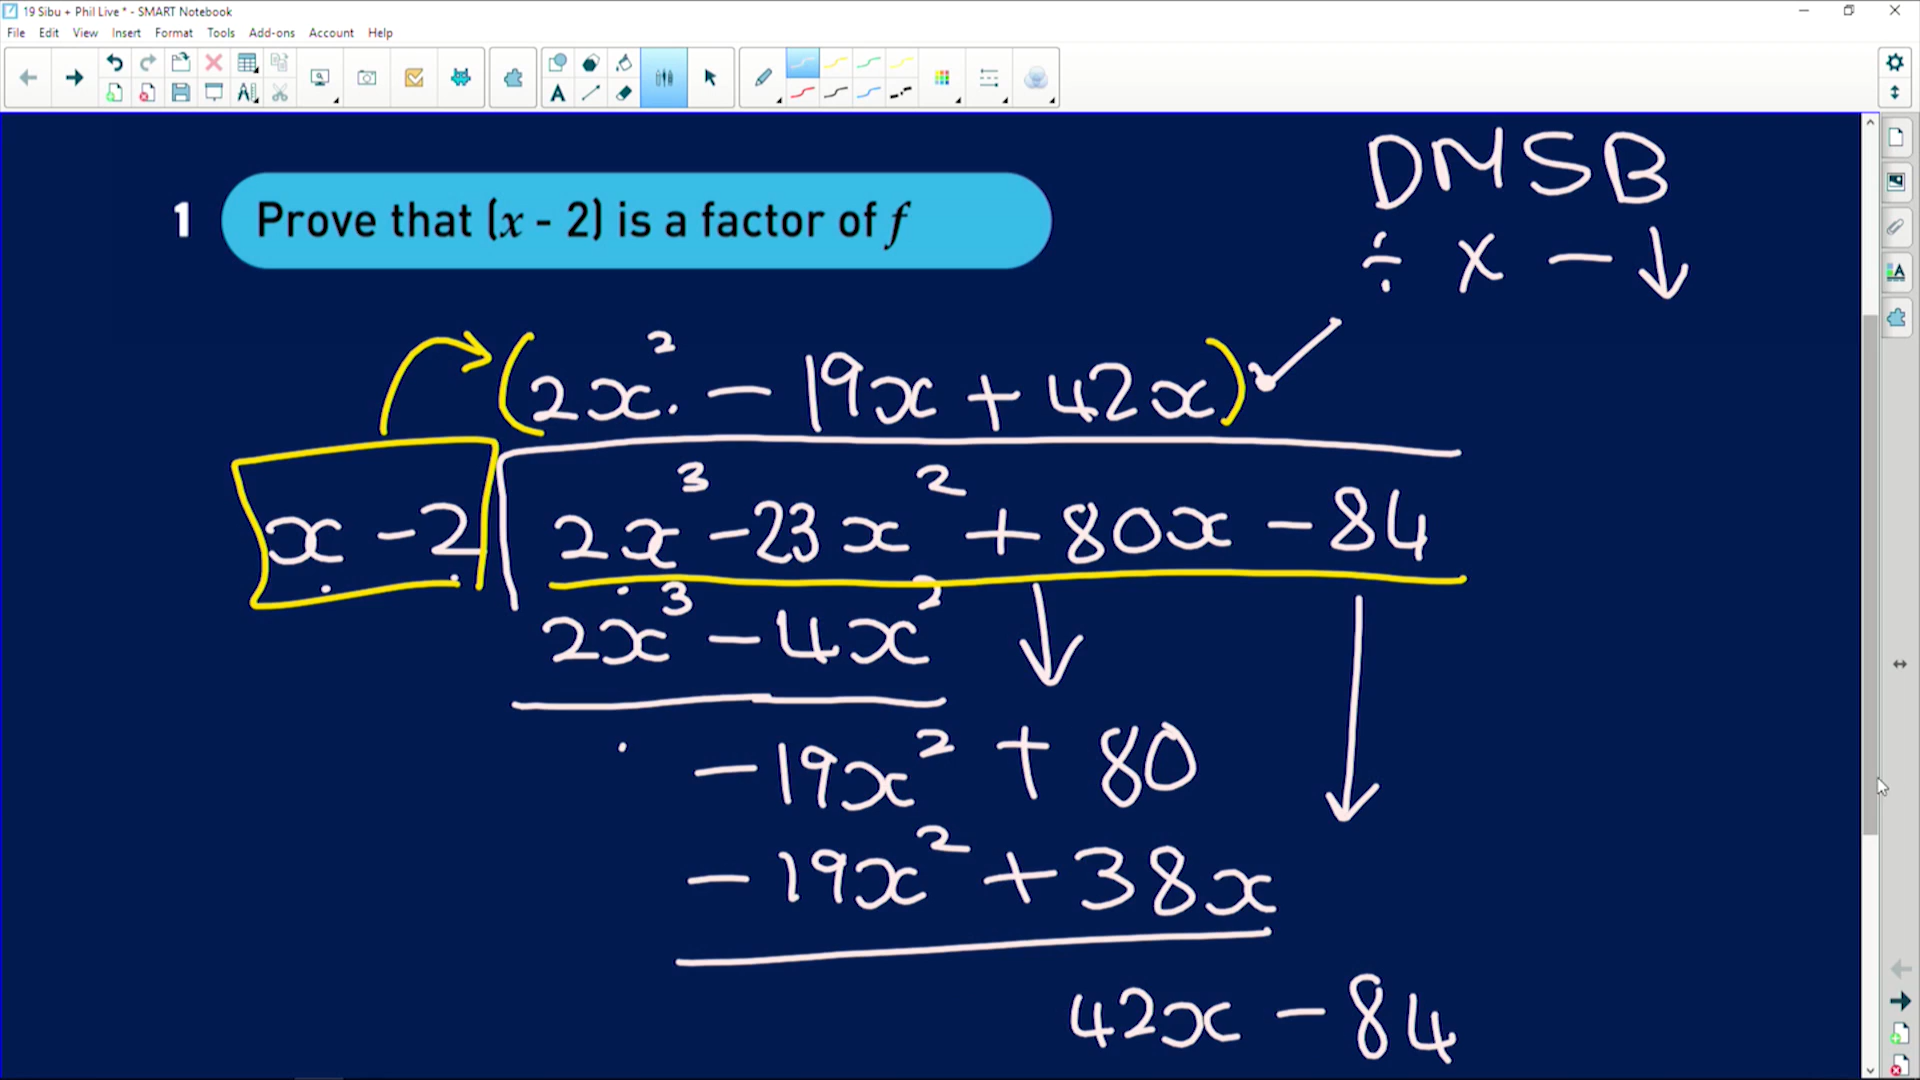 19 Sibu + Phil Live * - SMART Notebook
File Edit View Insert Format Tools Add-ons Account Help
DMSB
÷ x − ↓
1 Prove that (x - 2) is a factor of f
(2x². − 19x + 42x)
x − 2 2x³ − 23x² + 80x − 84
2x³ − 4x²
− 19x² + 80
− 19x² + 38x
42x − 84